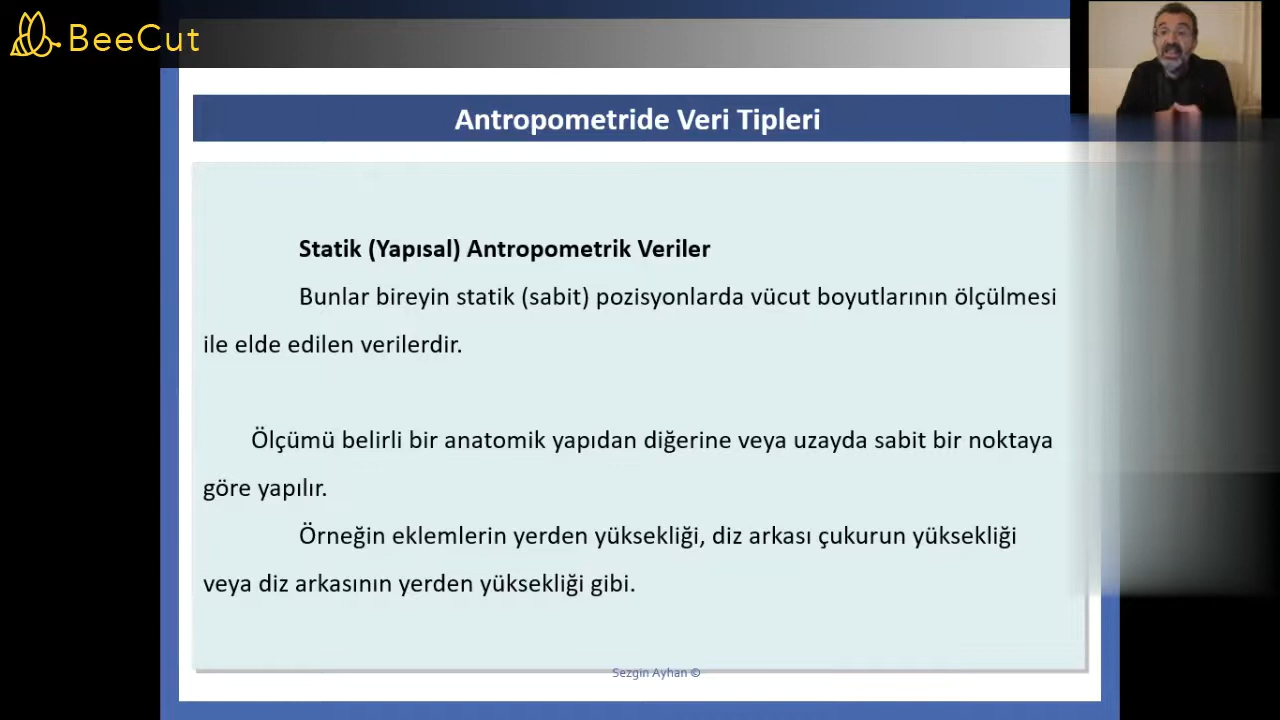 BeeCut
Antropometride Veri Tipleri
Statik (Yapısal) Antropometrik Veriler
Bunlar bireyin statik (sabit) pozisyonlarda vücut boyutlarının ölçülmesi
ile elde edilen verilerdir.
Ölçümü belirli bir anatomik yapıdan diğerine veya uzayda sabit bir noktaya
göre yapılır.
Örneğin eklemlerin yerden yüksekliği, diz arkası çukurun yüksekliği
veya diz arkasının yerden yüksekliği gibi.
Sezgin Ayhan ©